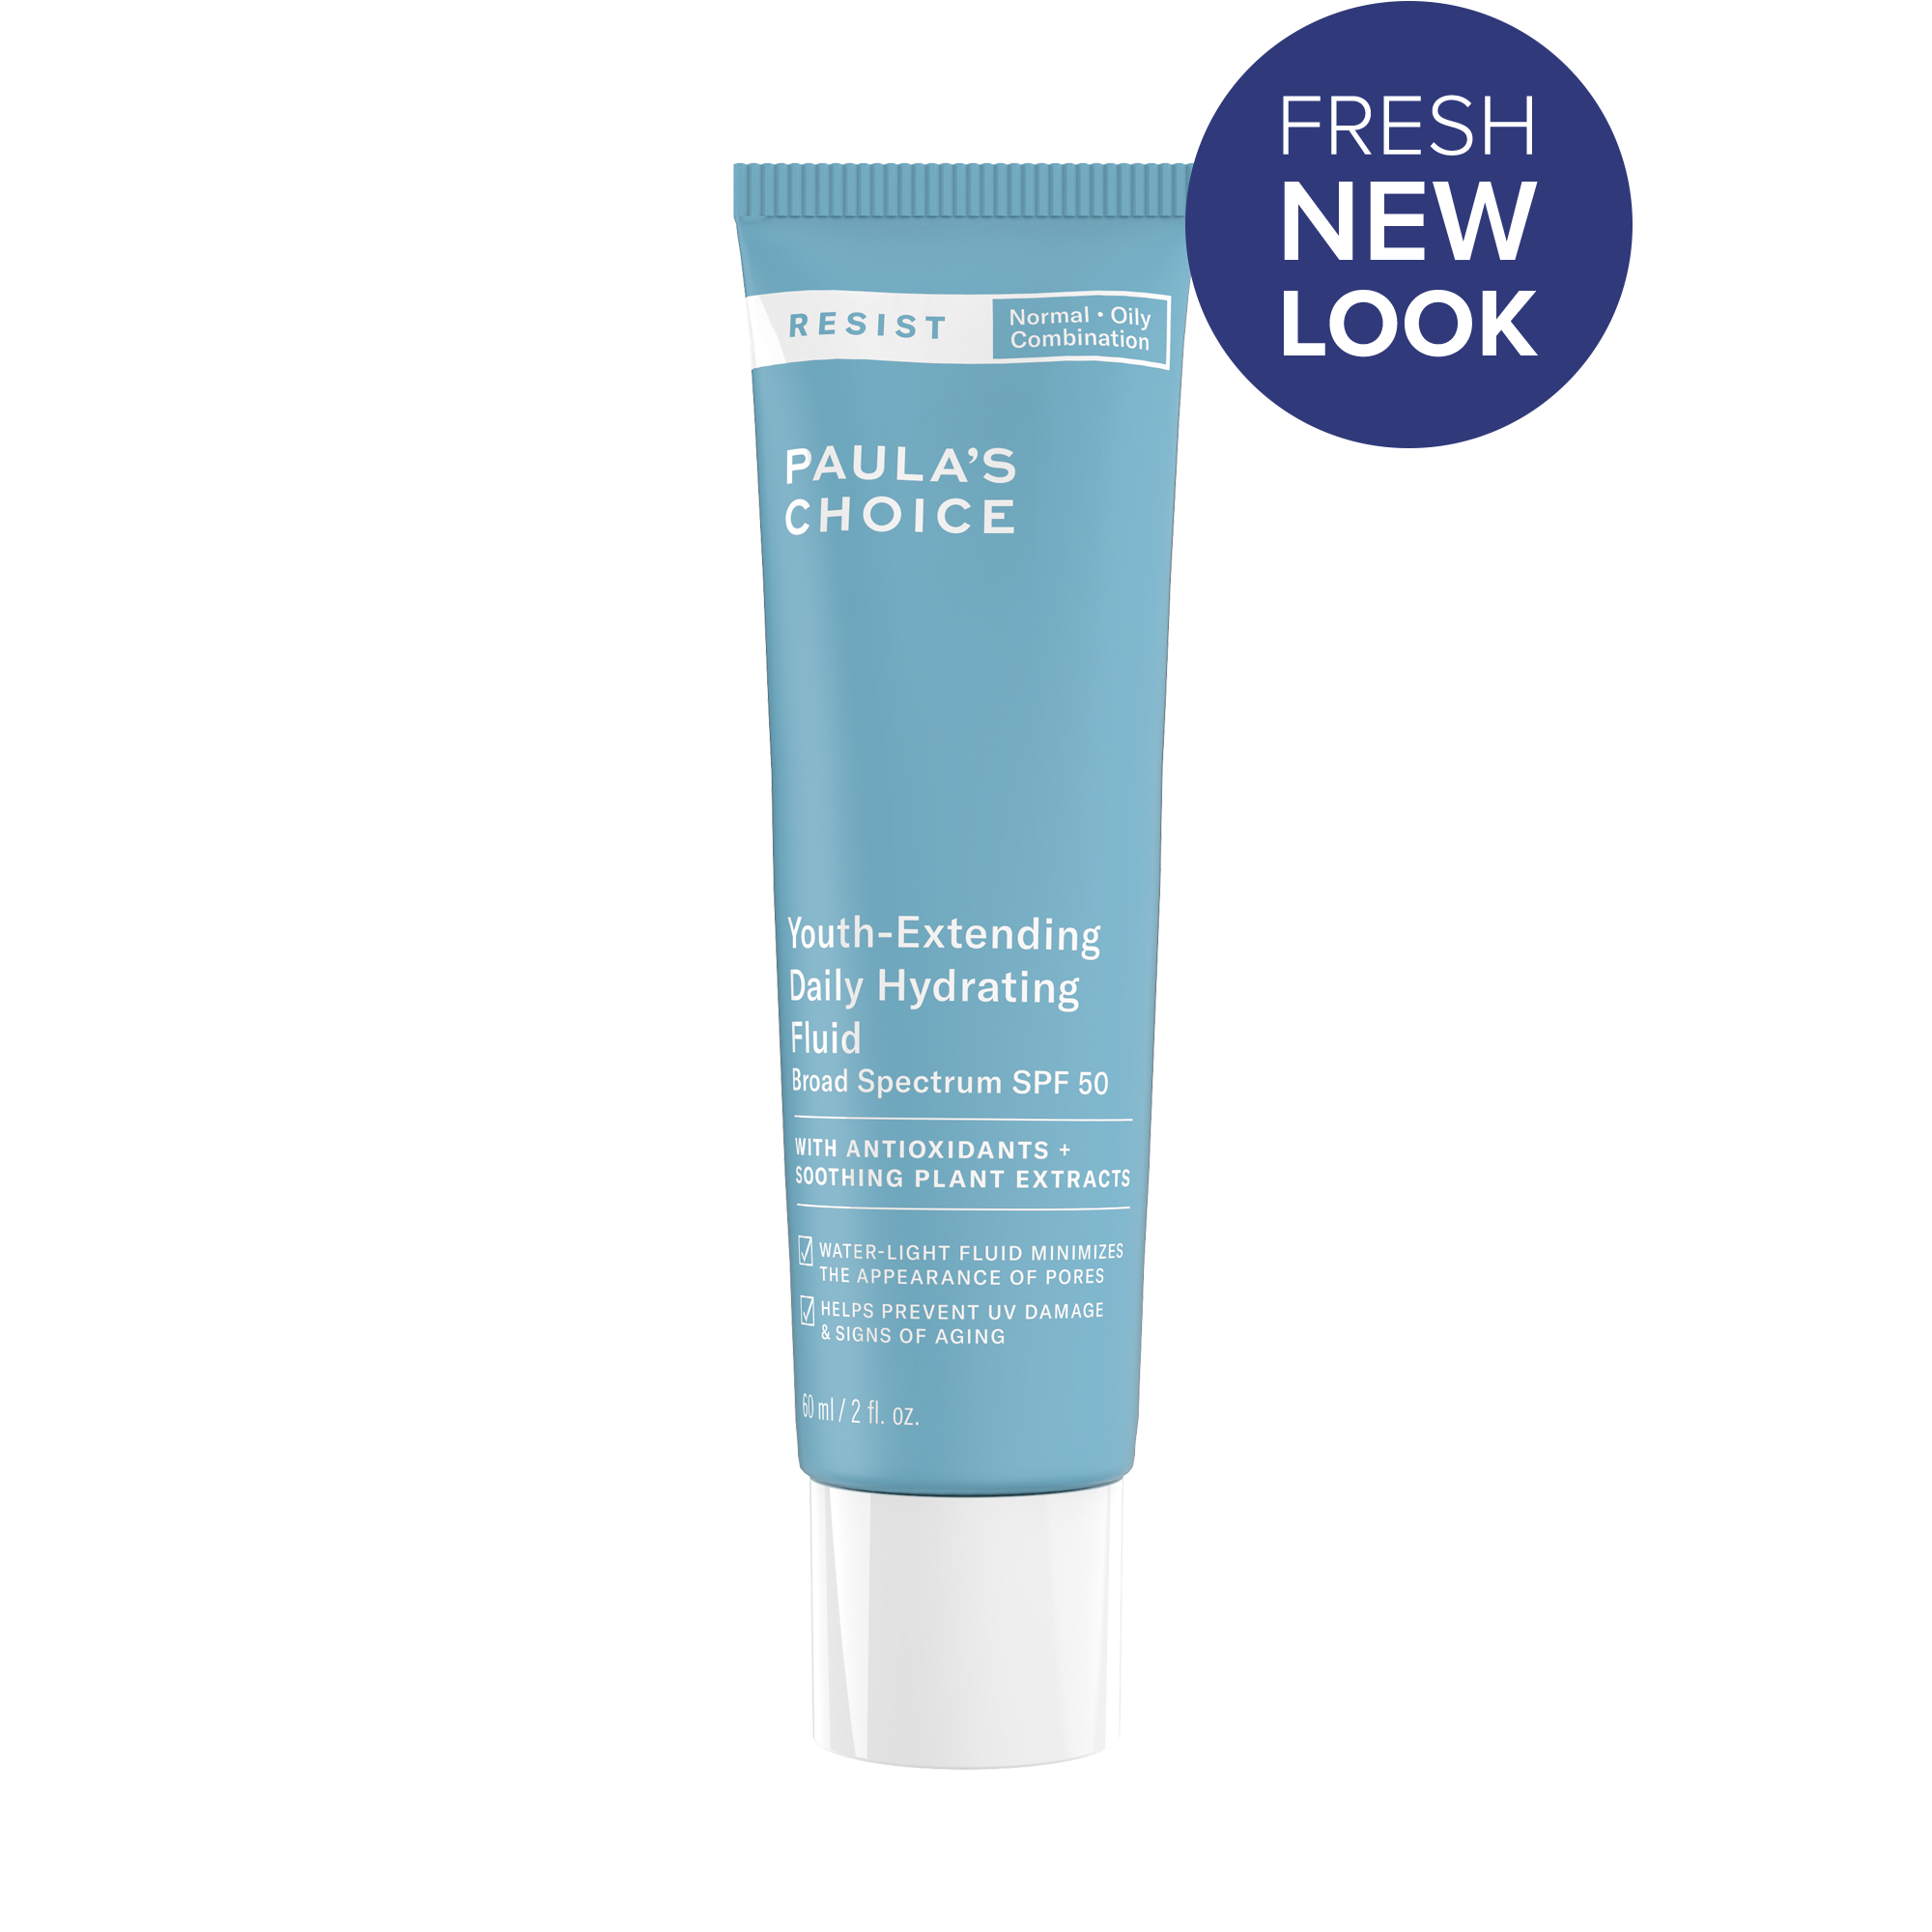 FRESH
NEW
LOOK
RESIST
Normal • Oily
Combination
PAULA'S
CHOICE
Youth-Extending
Daily Hydrating
Fluid
Broad Spectrum SPF 50
WITH ANTIOXIDANTS +
SOOTHING PLANT EXTRACTS
WATER-LIGHT FLUID MINIMIZES
THE APPEARANCE OF PORES
HELPS PREVENT UV DAMAGE
& SIGNS OF AGING
60 ml / 2 fl. oz.